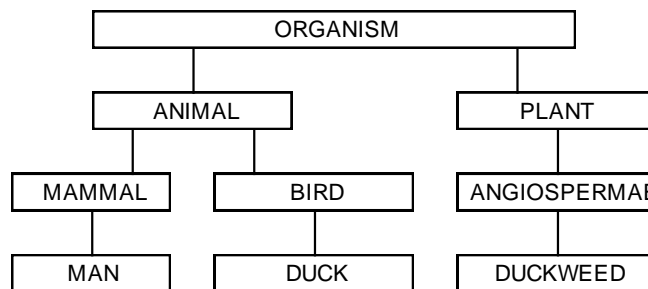 ORGANISM
ANIMAL PLANT
MAMMAL BIRD ANGIOSPERMAE
MAN DUCK DUCKWEED